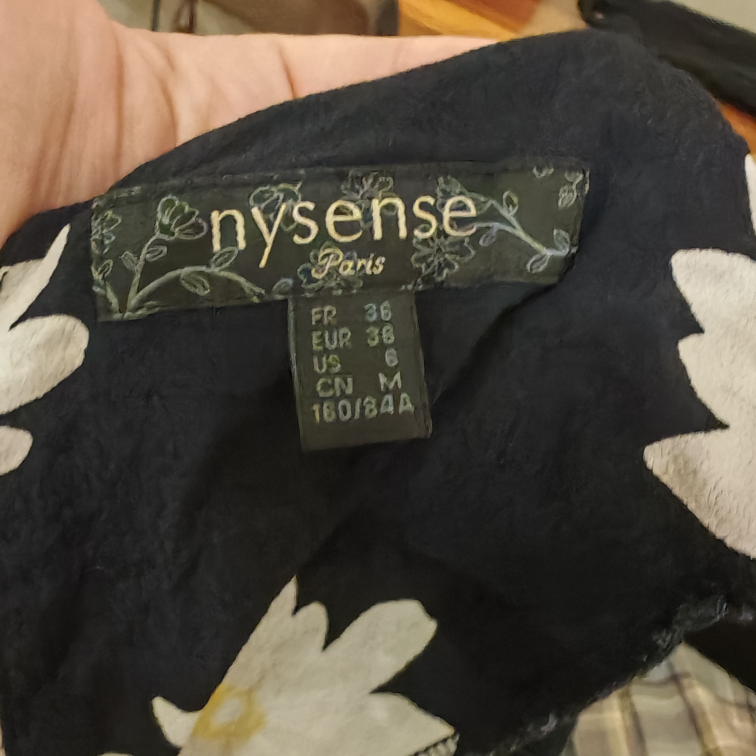 nysense
Paris
FR 36
EUR 38
US 6
CN M
160/84A